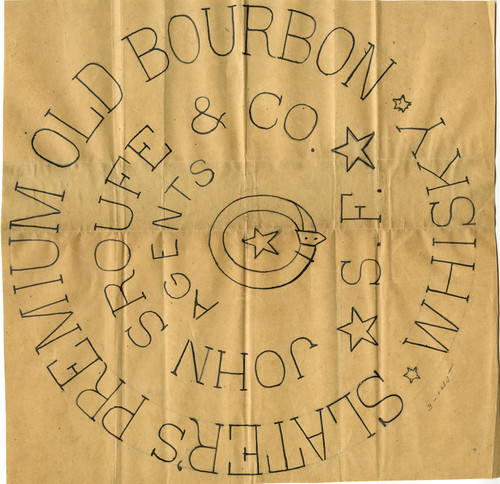 SLATER'S PREMIUM OLD BOURBON
WHISKY
JOHN SROUFE & CO.
AGENTS
S.F.